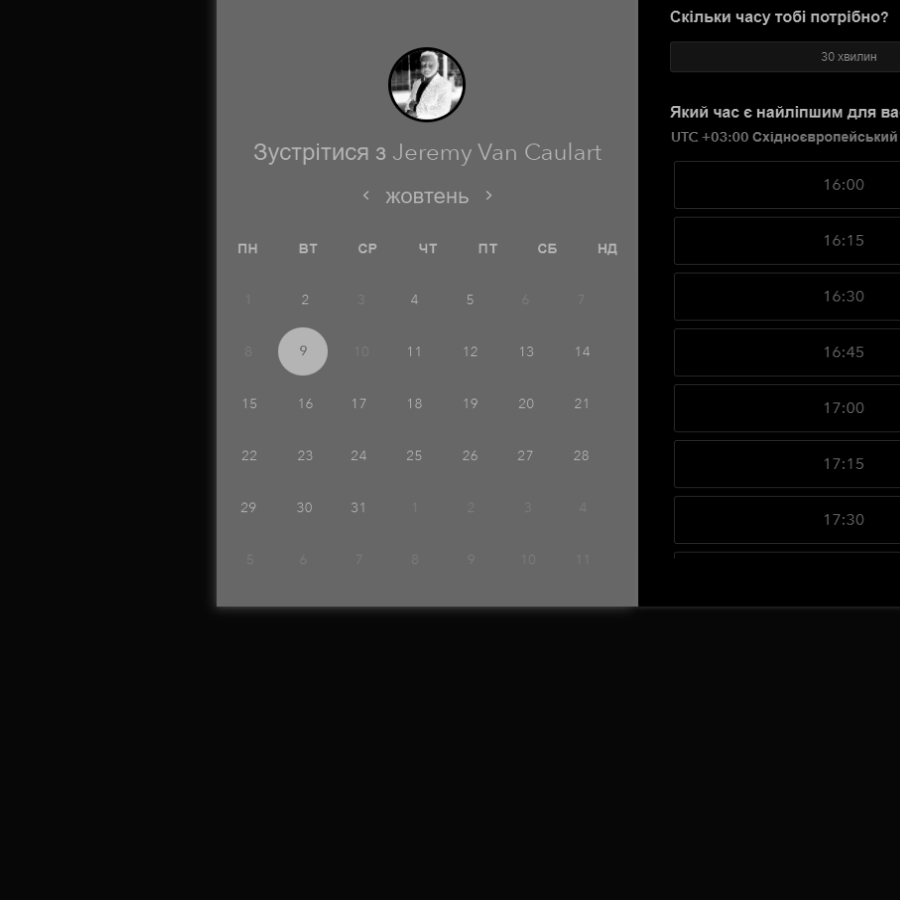 Зустрітися з Jeremy Van Caulart
жовтень
ПН ВТ СР ЧТ ПТ СБ НД
1 2 3 4 5 6 7
8 9 10 11 12 13 14
15 16 17 18 19 20 21
22 23 24 25 26 27 28
29 30 31 1 2 3 4
5 6 7 8 9 10 11
Скільки часу тобі потрібно?
30 хвилин
Який час є найліпшим для ва
UTC +03:00 Східноєвропейський
16:00
16:15
16:30
16:45
17:00
17:15
17:30